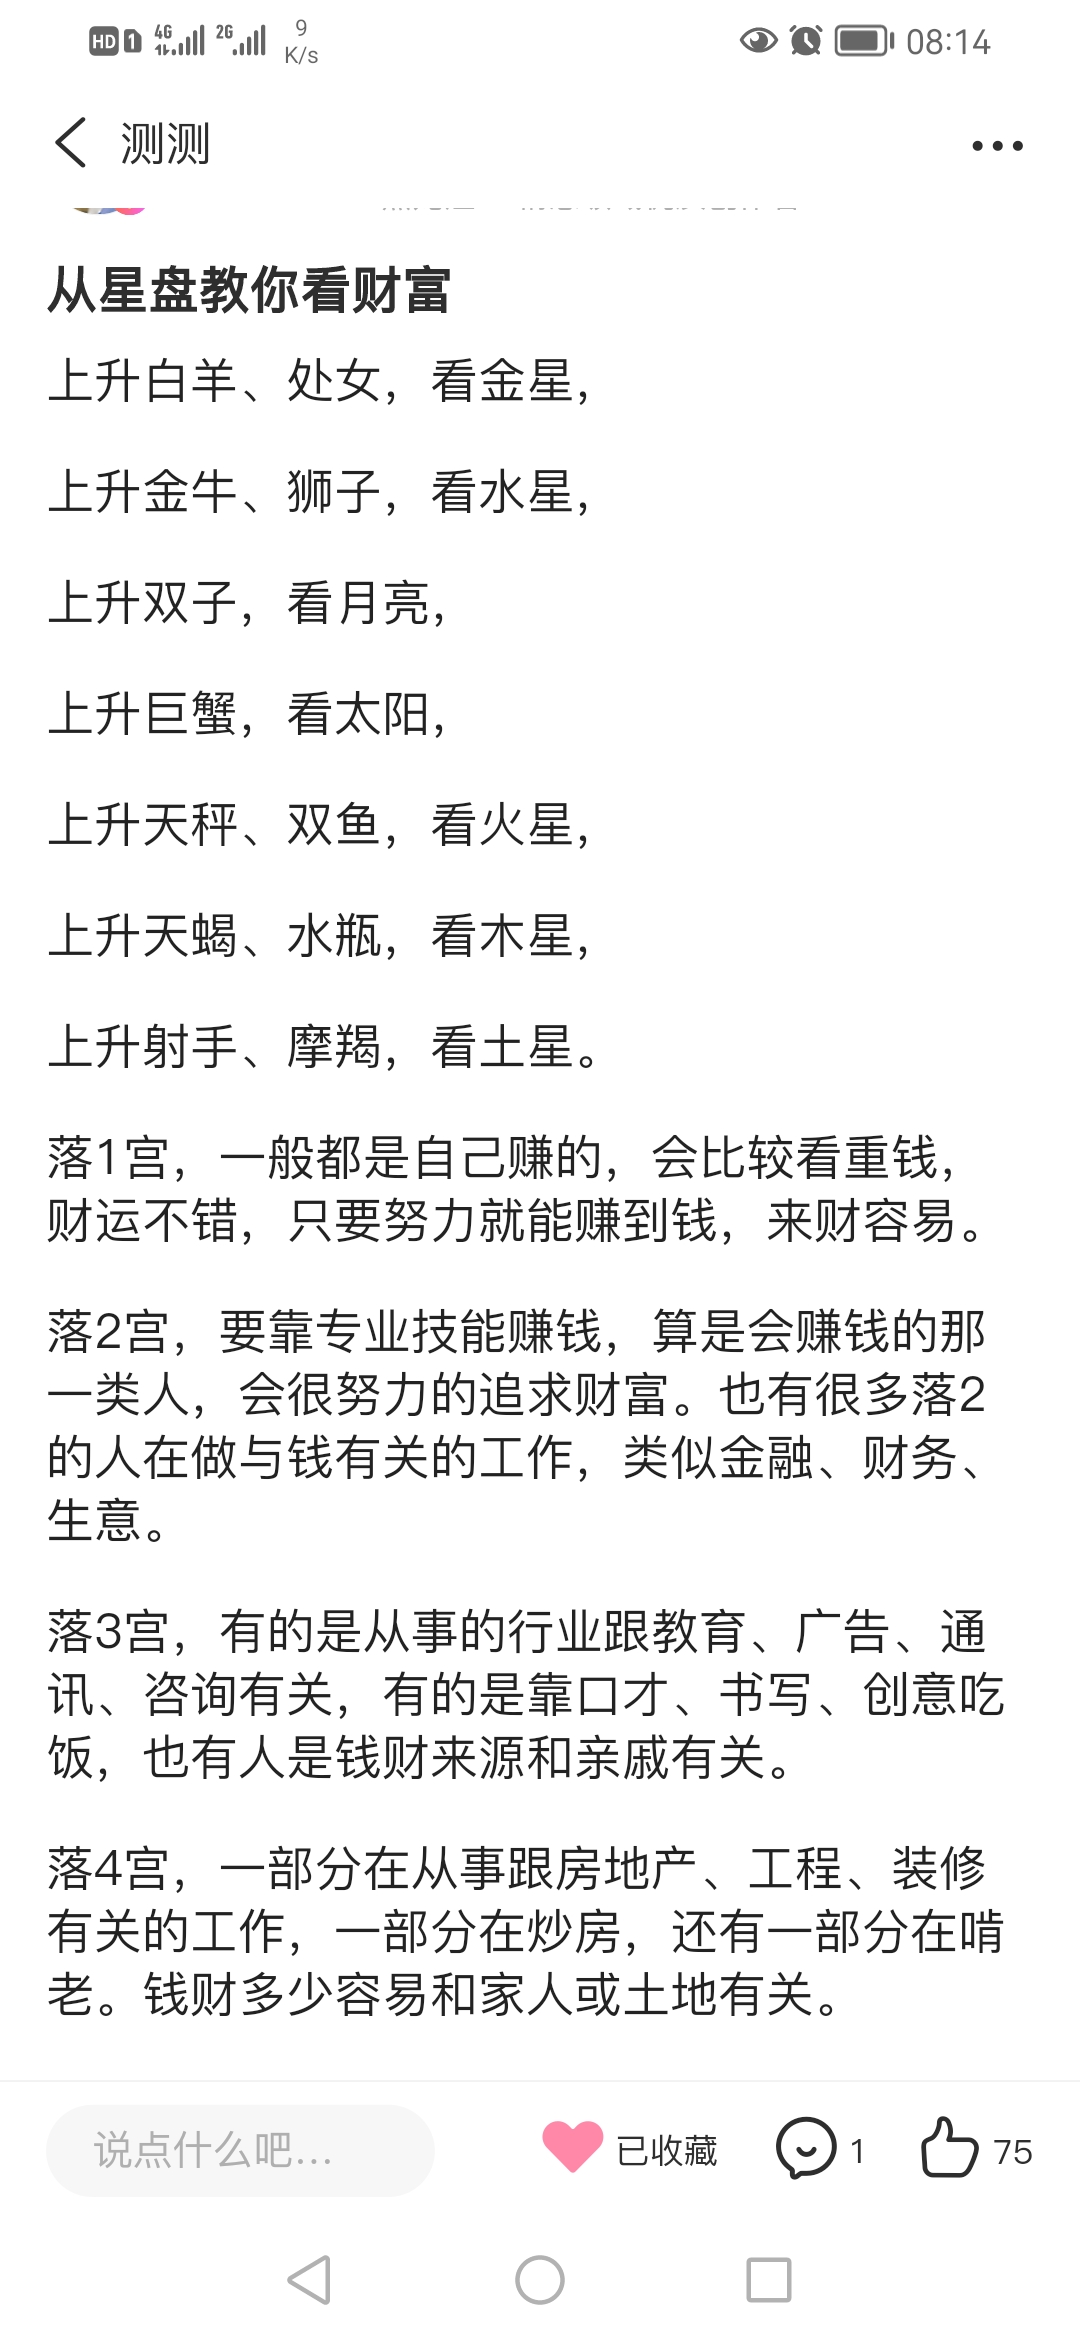 HD 1 4G 2G 9 K/s 08:14
测测
从星盘教你看财富
上升白羊、处女，看金星，
上升金牛、狮子，看水星，
上升双子，看月亮，
上升巨蟹，看太阳，
上升天秤、双鱼，看火星，
上升天蝎、水瓶，看木星，
上升射手、摩羯，看土星。
落1宫，一般都是自己赚的，会比较看重钱，
财运不错，只要努力就能赚到钱，来财容易。
落2宫，要靠专业技能赚钱，算是会赚钱的那
一类人，会很努力的追求财富。也有很多落2
的人在做与钱有关的工作，类似金融、财务、
生意。
落3宫，有的是从事的行业跟教育、广告、通
讯、咨询有关，有的是靠口才、书写、创意吃
饭，也有人是钱财来源和亲戚有关。
落4宫，一部分在从事跟房地产、工程、装修
有关的工作，一部分在炒房，还有一部分在啃
老。钱财多少容易和家人或土地有关。
说点什么吧... 已收藏 1 75